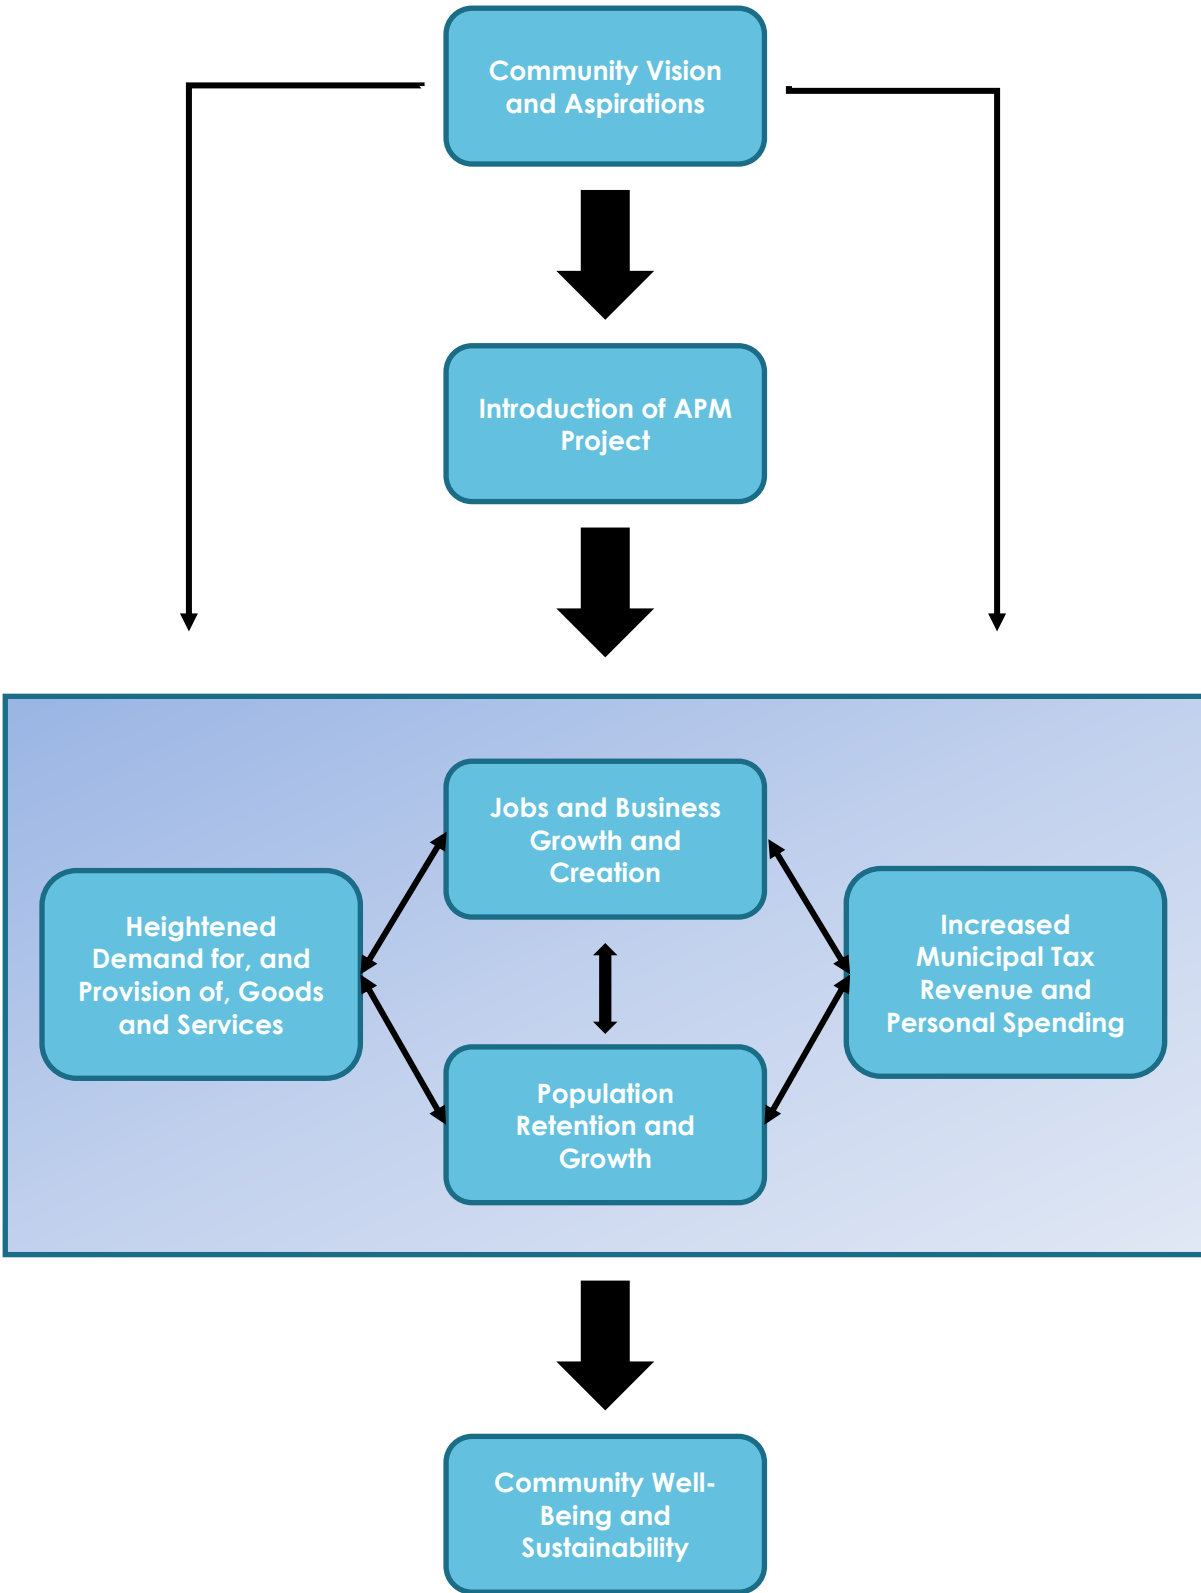 Community Vision
and Aspirations
Introduction of APM
Project
Jobs and Business
Growth and
Creation
Heightened
Demand for, and
Provision of, Goods
and Services
Increased
Municipal Tax
Revenue and
Personal Spending
Population
Retention and
Growth
Community Well-
Being and
Sustainability